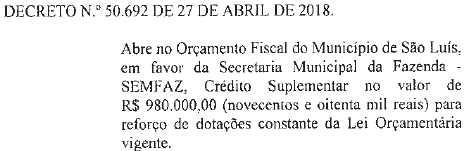 DECRETO N.º 50.692 DE 27 DE ABRIL DE 2018.
Abre no Orçamento Fiscal do Município de São Luís,
em favor da Secretaria Municipal da Fazenda -
SEMFAZ, Crédito Suplementar no valor de
R$ 980.000,00 (novecentos e oitenta mil reais) para
reforço de dotações constante da Lei Orçamentária
vigente.